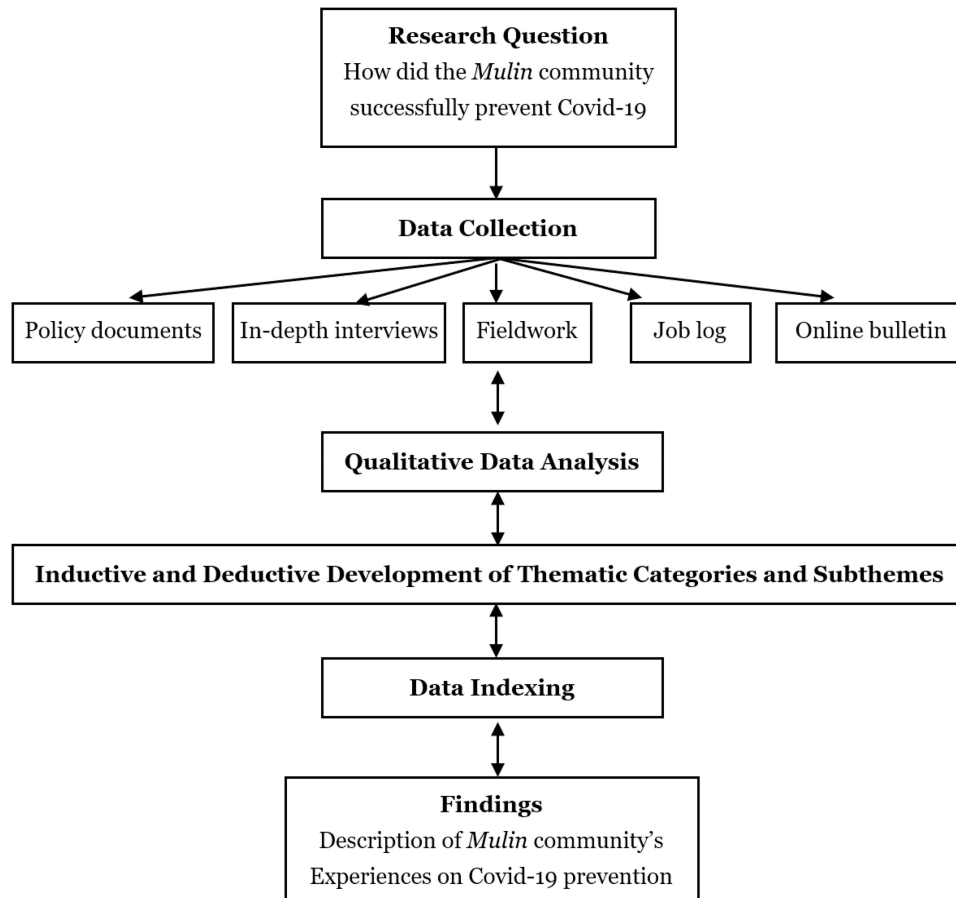 Research Question
How did the Mulin community
successfully prevent Covid-19
Data Collection
Policy documents
In-depth interviews
Fieldwork
Job log
Online bulletin
Qualitative Data Analysis
Inductive and Deductive Development of Thematic Categories and Subthemes
Data Indexing
Findings
Description of Mulin community’s
Experiences on Covid-19 prevention